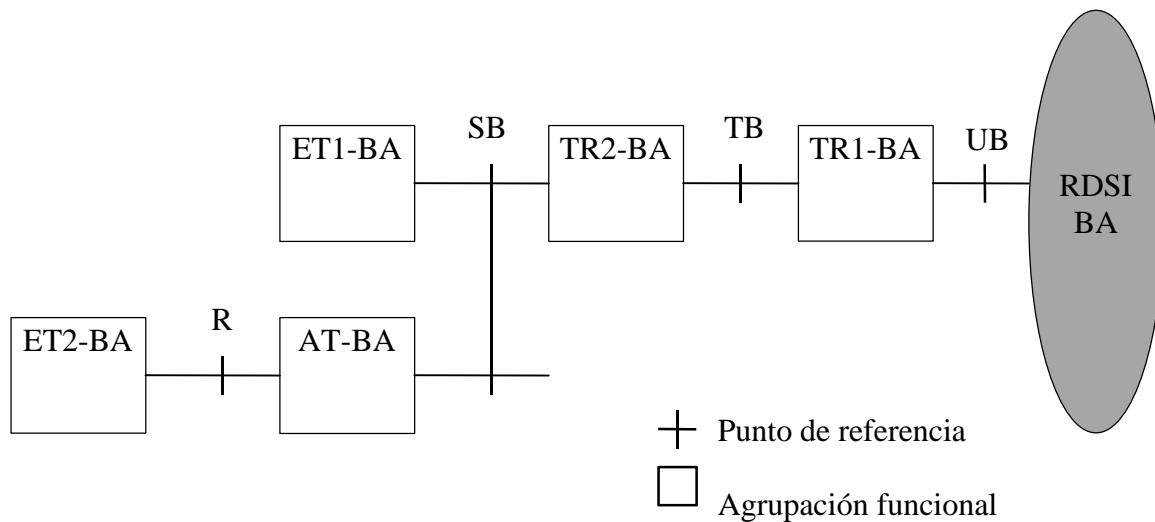 SB
TB
UB
ET1-BA
TR2-BA
TR1-BA
RDSI
BA
R
ET2-BA
AT-BA
Punto de referencia
Agrupación funcional